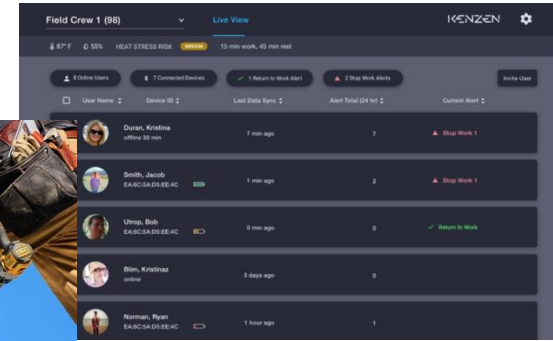 Field Crew 1 (98) Live View KENZEN
87° F 55% HEAT STRESS RISK MEDIUM 15 min work, 45 min rest
8 Online Users 7 Connected Devices 1 Return to Work Alert 2 Stop Work Alerts Invite User
User Name Device ID Last Data Sync Alert Total (24 hr) Current Alert
Duran, Kristina
offline 30 min 7 min ago 7 Stop Work 1
Smith, Jacob
EA:6C:5A:D5:EE:4C 1 min ago 2 Stop Work 1
Utrop, Bob
EA:6C:5A:D5:EE:4C 6 min ago 0 Return to Work
Blim, Kristinaz
online 3 days ago 0
Norman, Ryan
EA:6C:5A:D5:EE:4C 1 hour ago 1